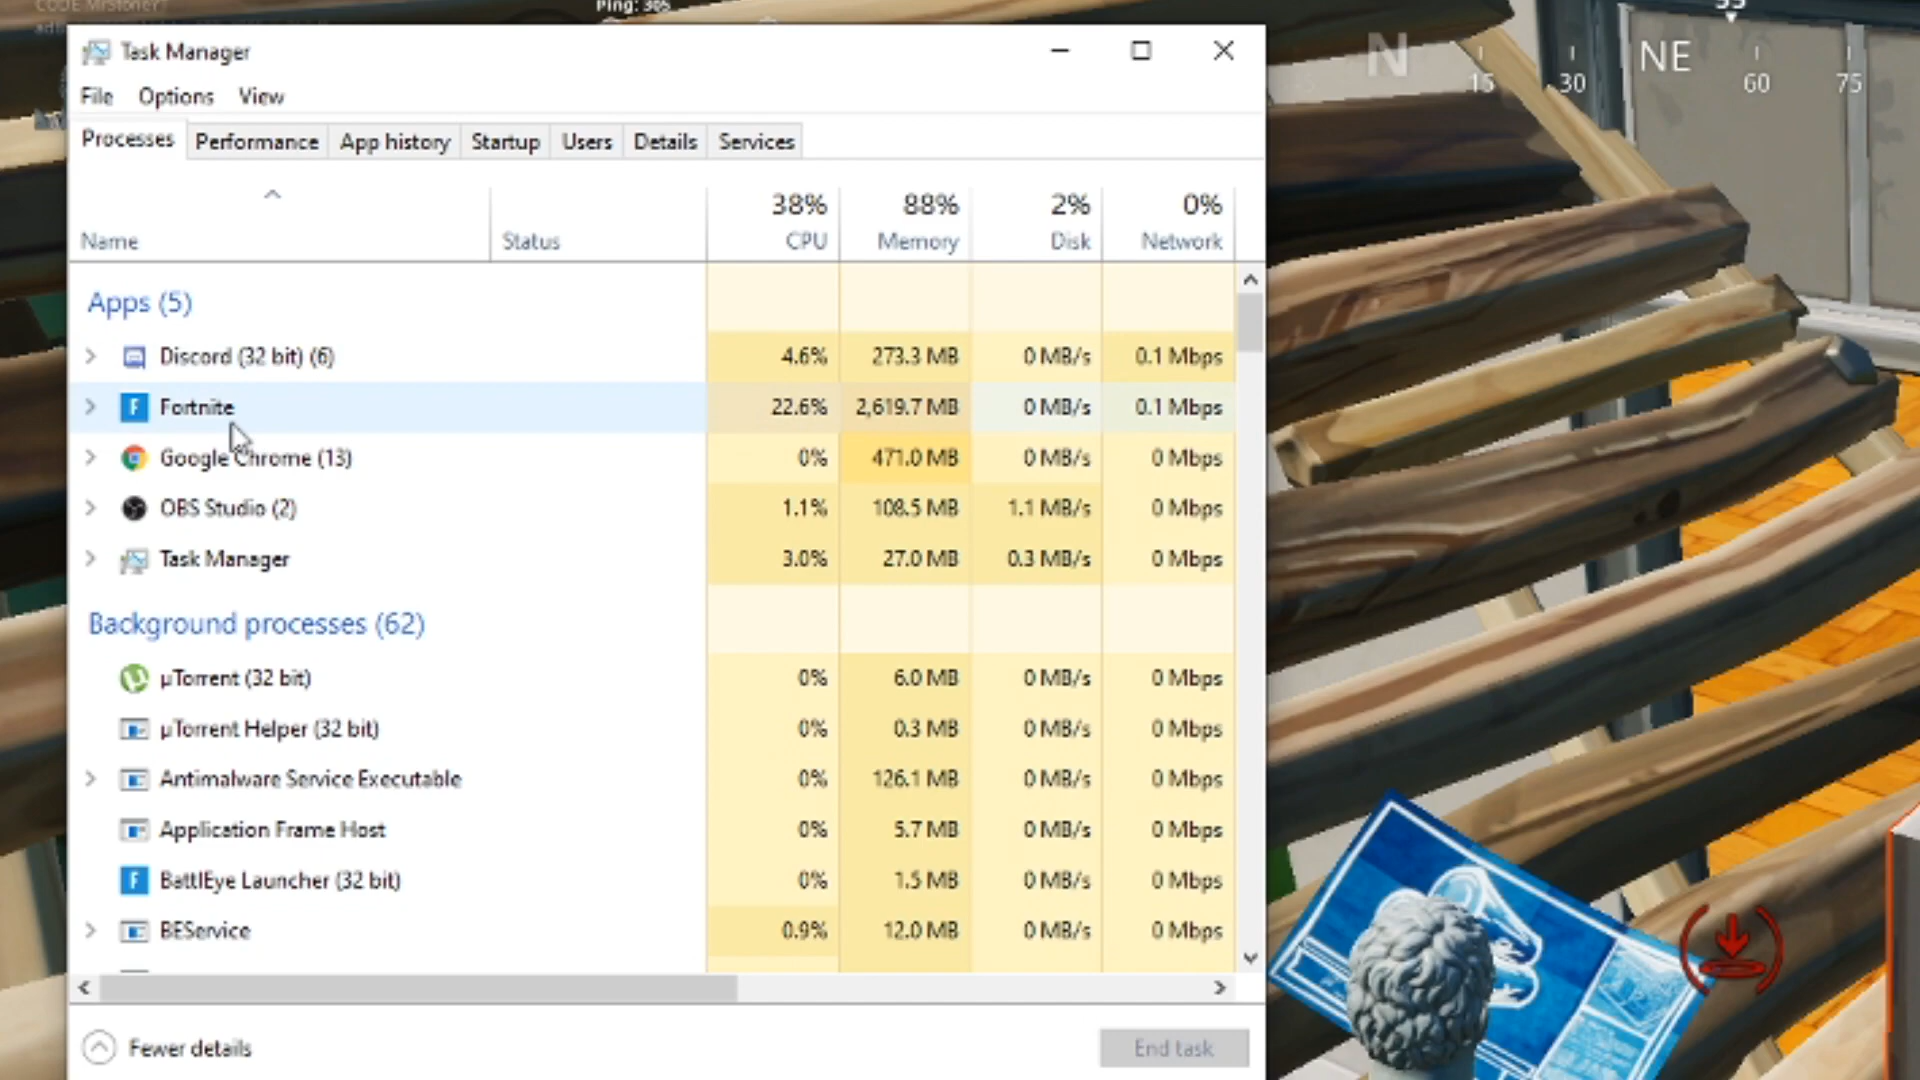 CODE MrStoner?
Ping: 305
Task Manager
File Options View
Processes Performance App history Startup Users Details Services
38% 88% 2% 0%
Name Status CPU Memory Disk Network
Apps (5)
Discord (32 bit) (6) 4.6% 273.3 MB 0 MB/s 0.1 Mbps
Fortnite 22.6% 2,619.7 MB 0 MB/s 0.1 Mbps
Google Chrome (13) 0% 471.0 MB 0 MB/s 0 Mbps
OBS Studio (2) 1.1% 108.5 MB 1.1 MB/s 0 Mbps
Task Manager 3.0% 27.0 MB 0.3 MB/s 0 Mbps
Background processes (62)
µTorrent (32 bit) 0% 6.0 MB 0 MB/s 0 Mbps
µTorrent Helper (32 bit) 0% 0.3 MB 0 MB/s 0 Mbps
Antimalware Service Executable 0% 126.1 MB 0 MB/s 0 Mbps
Application Frame Host 0% 5.7 MB 0 MB/s 0 Mbps
BattlEye Launcher (32 bit) 0% 1.5 MB 0 MB/s 0 Mbps
BEService 0.9% 12.0 MB 0 MB/s 0 Mbps
Fewer details End task
N 15 30 NE 60 75